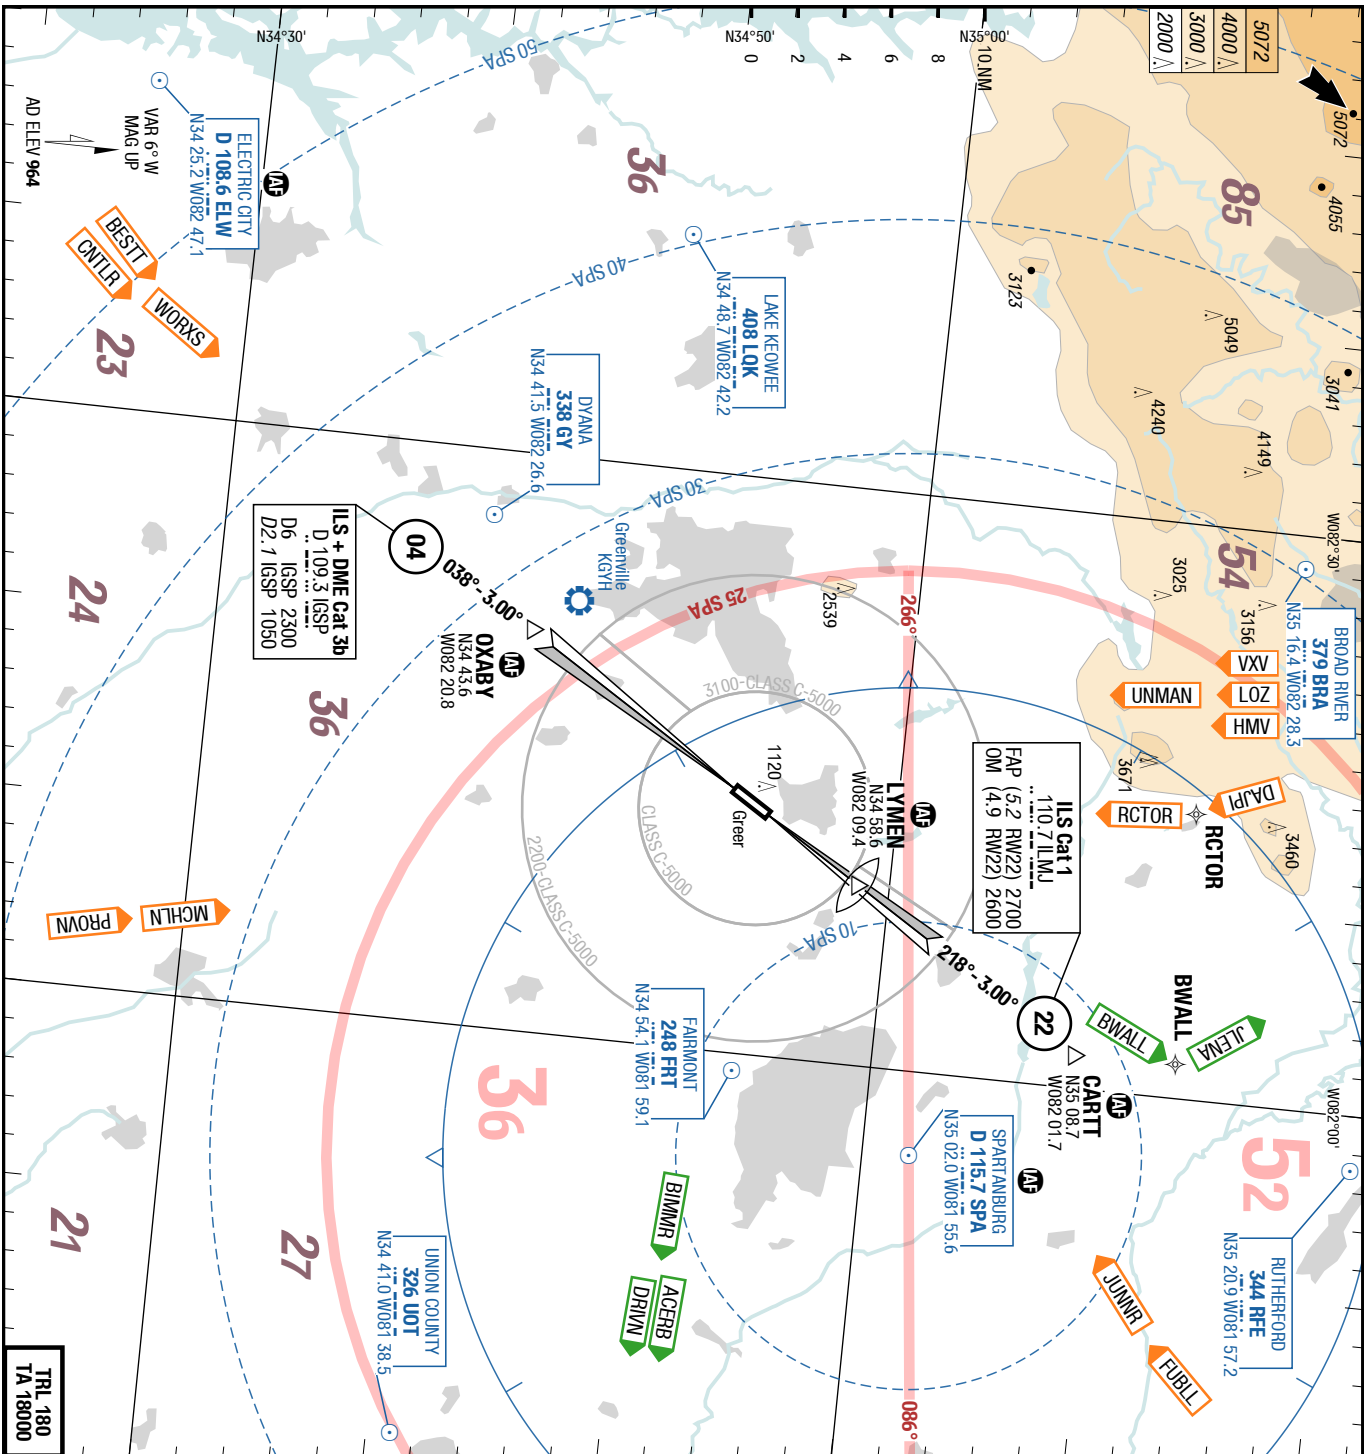 5072
4000
3000
2000
5072
4055
3041
85
3123
5049
4240
4149
3025
3156
54
3671
3460
2539
1120
N34°30'
N34°50'
N35°00'
W082°30'
W082°00'
0
2
4
6
8
10 NM
50 SPA
40 SPA
30 SPA
25 SPA
10 SPA
266°
086°
36
23
24
36
36
27
21
52
AD ELEV 964
VAR 6° W
MAG UP
ELECTRIC CITY
D 108.6 ELW
N34 25.2 W082 47.1
IAF
BESTT
CNTLR
WORXS
LAKE KEOWEE
408 LQK
N34 48.7 W082 42.2
DYANA
338 GY
N34 41.5 W082 26.6
BROAD RIVER
379 BRA
N35 16.4 W082 28.3
VXV
LOZ
HMV
UNMAN
DAJPI
RCTOR
RCTOR
Greenville
KGYH
ILS + DME Cat 3b
D 109.3 IGSP
D6 IGSP 2300
D2.1 IGSP 1050
04
038° - 3.00°
IAF
OXABY
N34 43.6
W082 20.8
3100-CLASS C-5000
CLASS C-5000
2200-CLASS C-5000
Greer
IAF
LYMEN
N34 58.6
W082 09.4
ILS Cat 1
110.7 ILMJ
FAP (5.2 RW22) 2700
OM (4.9 RW22) 2600
218° - 3.00°
22
IAF
CARTT
N35 08.7
W082 01.7
BWALL
BWALL
JLENA
MCHLN
PROVN
FAIRMONT
248 FRT
N34 54.1 W081 59.1
IAF
SPARTANBURG
D 115.7 SPA
N35 02.0 W081 55.6
RUTHERFORD
344 RFE
N35 20.9 W081 57.2
BIMMR
ACERB
DRIVN
JUNNR
FUBLL
UNION COUNTY
326 UOT
N34 41.0 W081 38.5
TRL 180
TA 18000